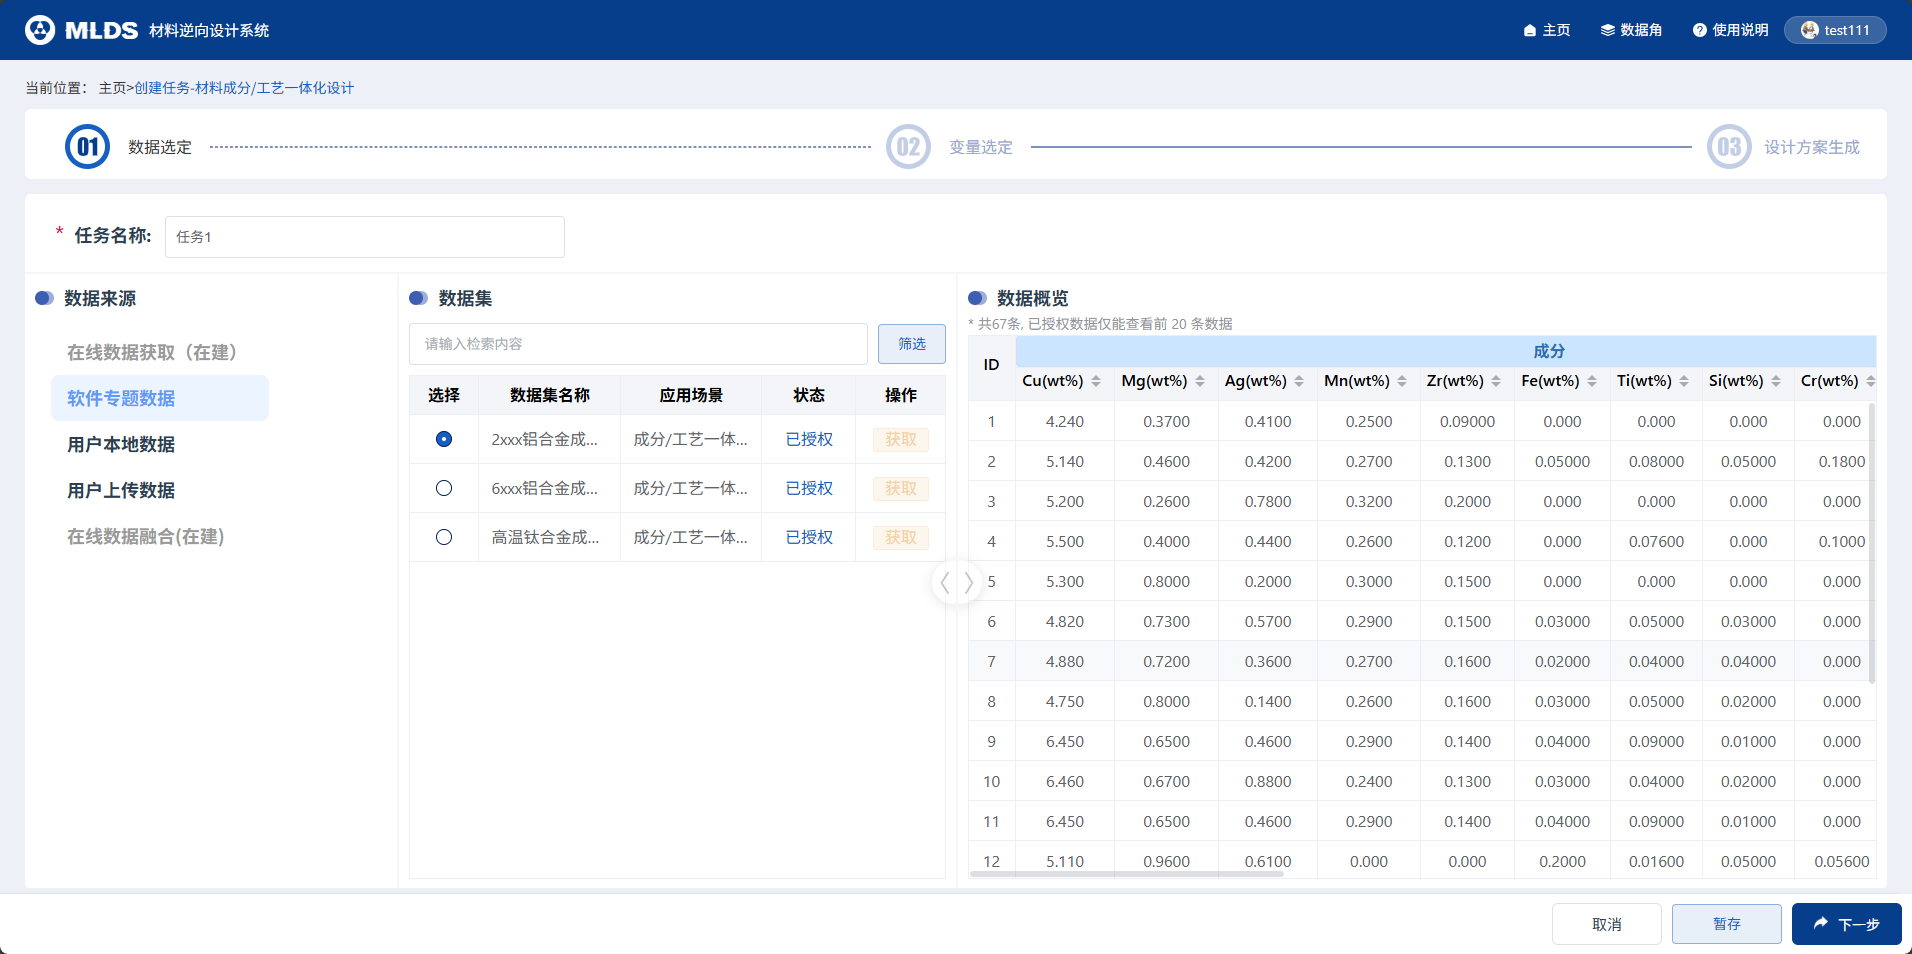 MLDS 材料逆向设计系统
主页 数据角 使用说明 test111
当前位置： 主页>创建任务-材料成分/工艺一体化设计
01 数据选定 02 变量选定 03 设计方案生成
* 任务名称: 任务1
数据来源
在线数据获取（在建）
软件专题数据
用户本地数据
用户上传数据
在线数据融合(在建)
数据集
请输入检索内容 筛选
选择 数据集名称 应用场景 状态 操作
2xxx铝合金成... 成分/工艺一体... 已授权 获取
6xxx铝合金成... 成分/工艺一体... 已授权 获取
高温钛合金成... 成分/工艺一体... 已授权 获取
数据概览
* 共67条, 已授权数据仅能查看前 20 条数据
ID 成分
Cu(wt%) Mg(wt%) Ag(wt%) Mn(wt%) Zr(wt%) Fe(wt%) Ti(wt%) Si(wt%) Cr(wt%)
1 4.240 0.3700 0.4100 0.2500 0.09000 0.000 0.000 0.000 0.000
2 5.140 0.4600 0.4200 0.2700 0.1300 0.05000 0.08000 0.05000 0.1800
3 5.200 0.2600 0.7800 0.3200 0.2000 0.000 0.000 0.000 0.000
4 5.500 0.4000 0.4400 0.2600 0.1200 0.000 0.07600 0.000 0.1000
5 5.300 0.8000 0.2000 0.3000 0.1500 0.000 0.000 0.000 0.000
6 4.820 0.7300 0.5700 0.2900 0.1500 0.03000 0.05000 0.03000 0.000
7 4.880 0.7200 0.3600 0.2700 0.1600 0.02000 0.04000 0.04000 0.000
8 4.750 0.8000 0.1400 0.2600 0.1600 0.03000 0.05000 0.02000 0.000
9 6.450 0.6500 0.4600 0.2900 0.1400 0.04000 0.09000 0.01000 0.000
10 6.460 0.6700 0.8800 0.2400 0.1300 0.03000 0.04000 0.02000 0.000
11 6.450 0.6500 0.4600 0.2900 0.1400 0.04000 0.09000 0.01000 0.000
12 5.110 0.9600 0.6100 0.000 0.000 0.2000 0.01600 0.05000 0.05600
取消 暂存 下一步